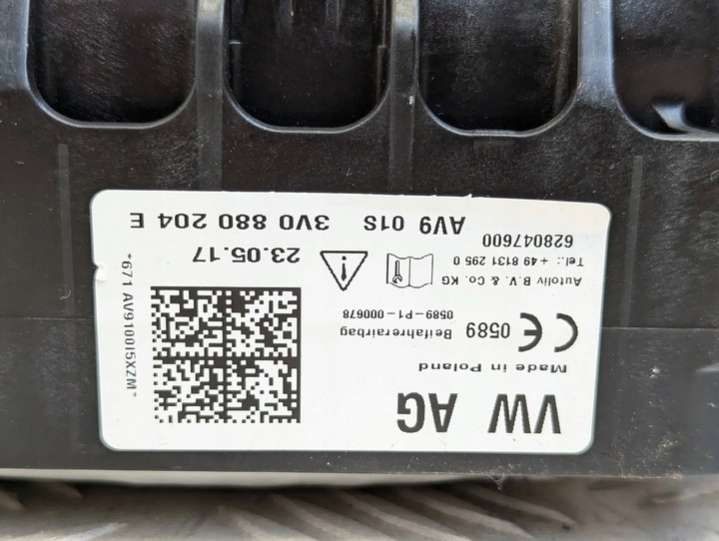 VW AG
Made in Poland
CE 0589 Beifahrerairbag
0589-P1-000678
Autoliv B.V. & Co. KG
Tel.: + 49 8131 295 0
628047600
23.05.17
AV9 01S 3V0 880 204 E
*671 AV9100I5XZM*